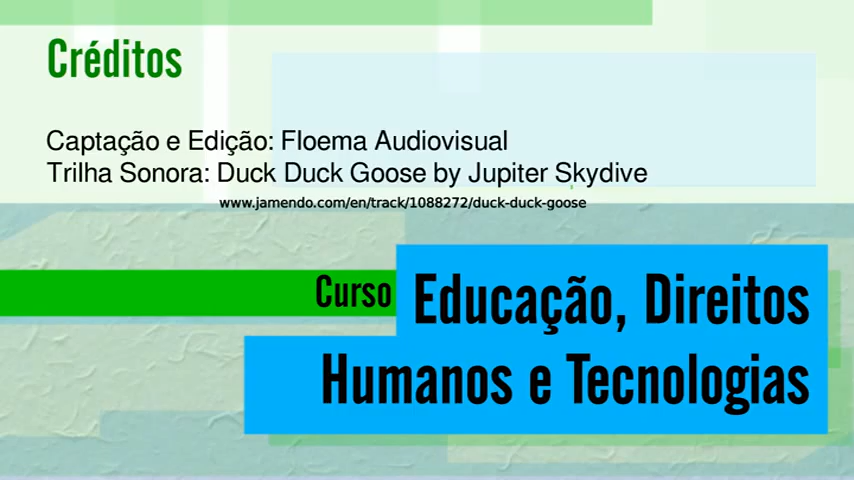 Créditos
Captação e Edição: Floema Audiovisual
Trilha Sonora: Duck Duck Goose by Jupiter Skydive
www.jamendo.com/en/track/1088272/duck-duck-goose
Curso Educação, Direitos
Humanos e Tecnologias